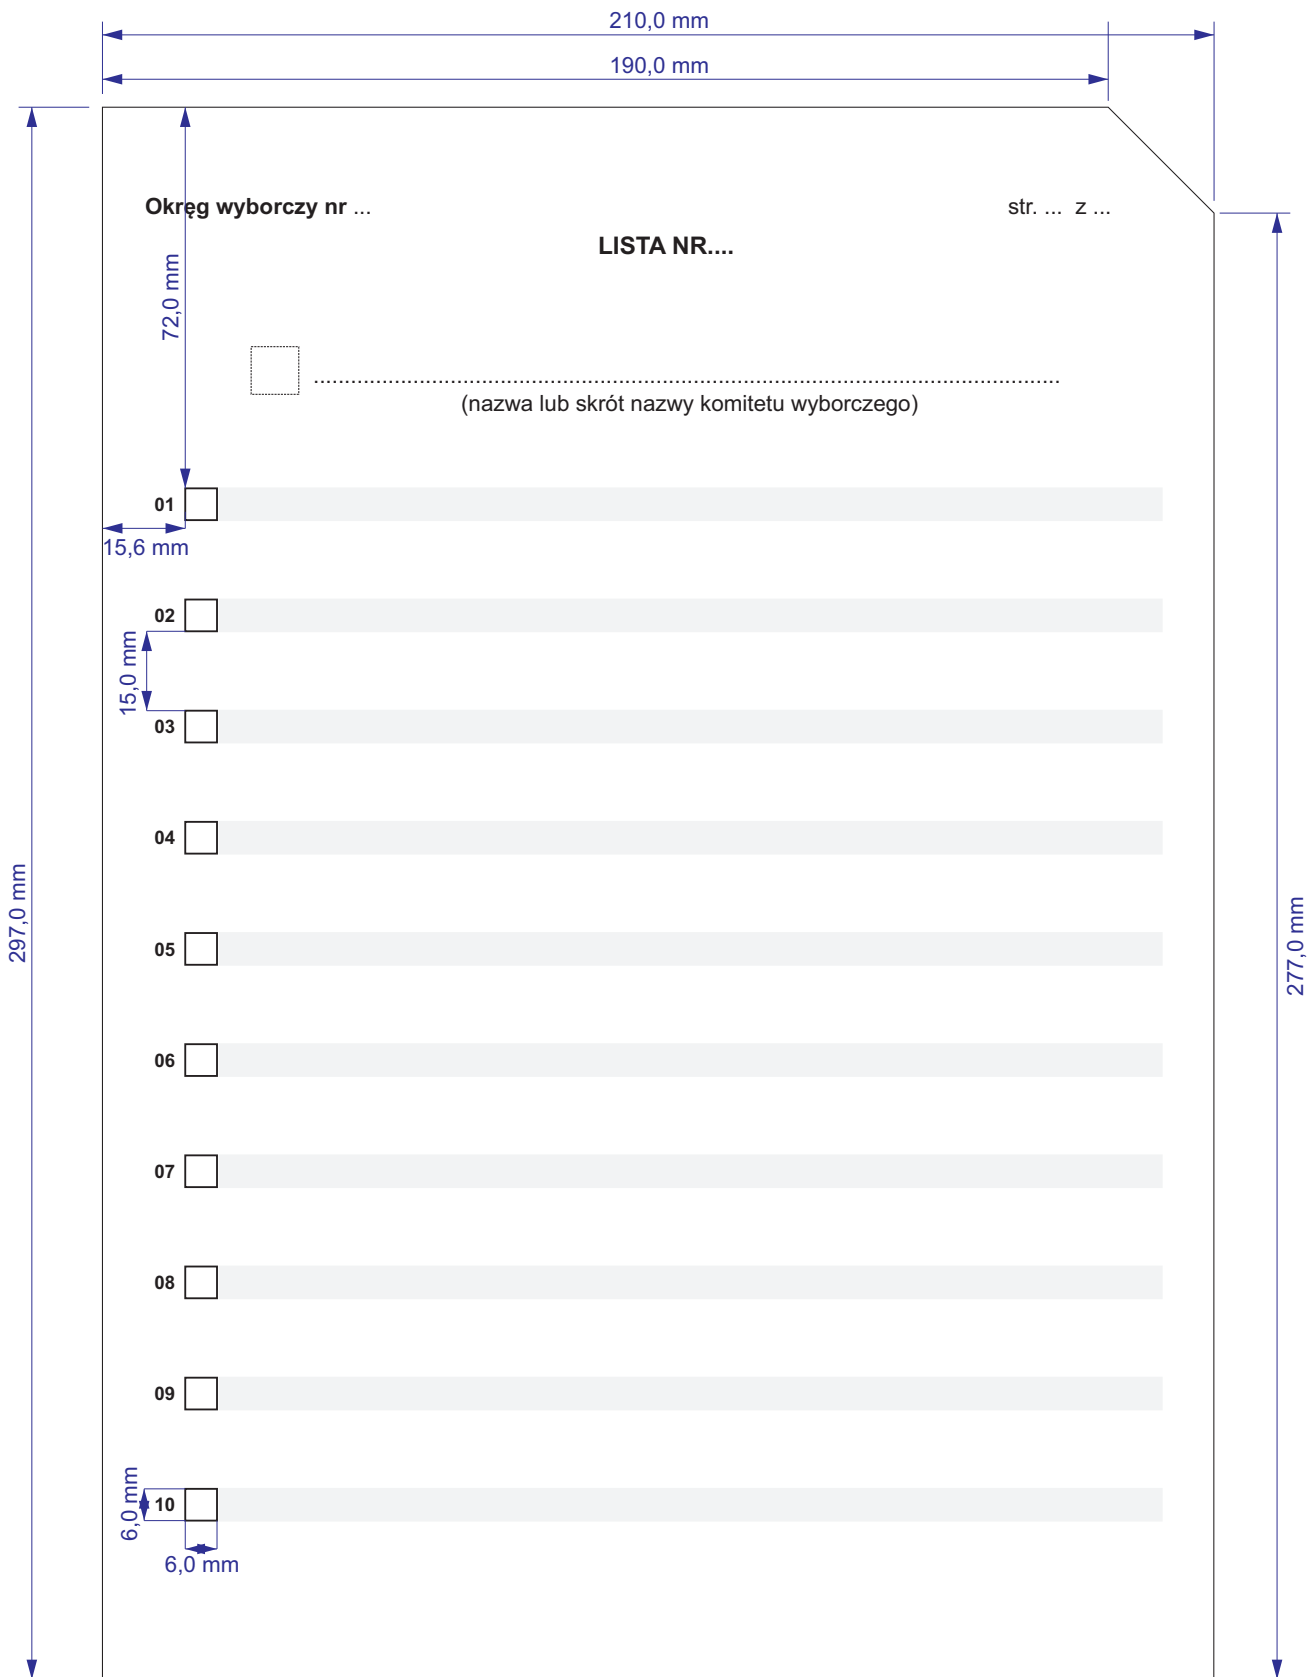 210,0 mm
190,0 mm
Okręg wyborczy nr ...
str. ... z ...
LISTA NR....
72,0 mm
................................................................................................................................
(nazwa lub skrót nazwy komitetu wyborczego)
01
15,6 mm
02
15,0 mm
03
04
297,0 mm
277,0 mm
05
06
07
08
09
10
6,0 mm
6,0 mm